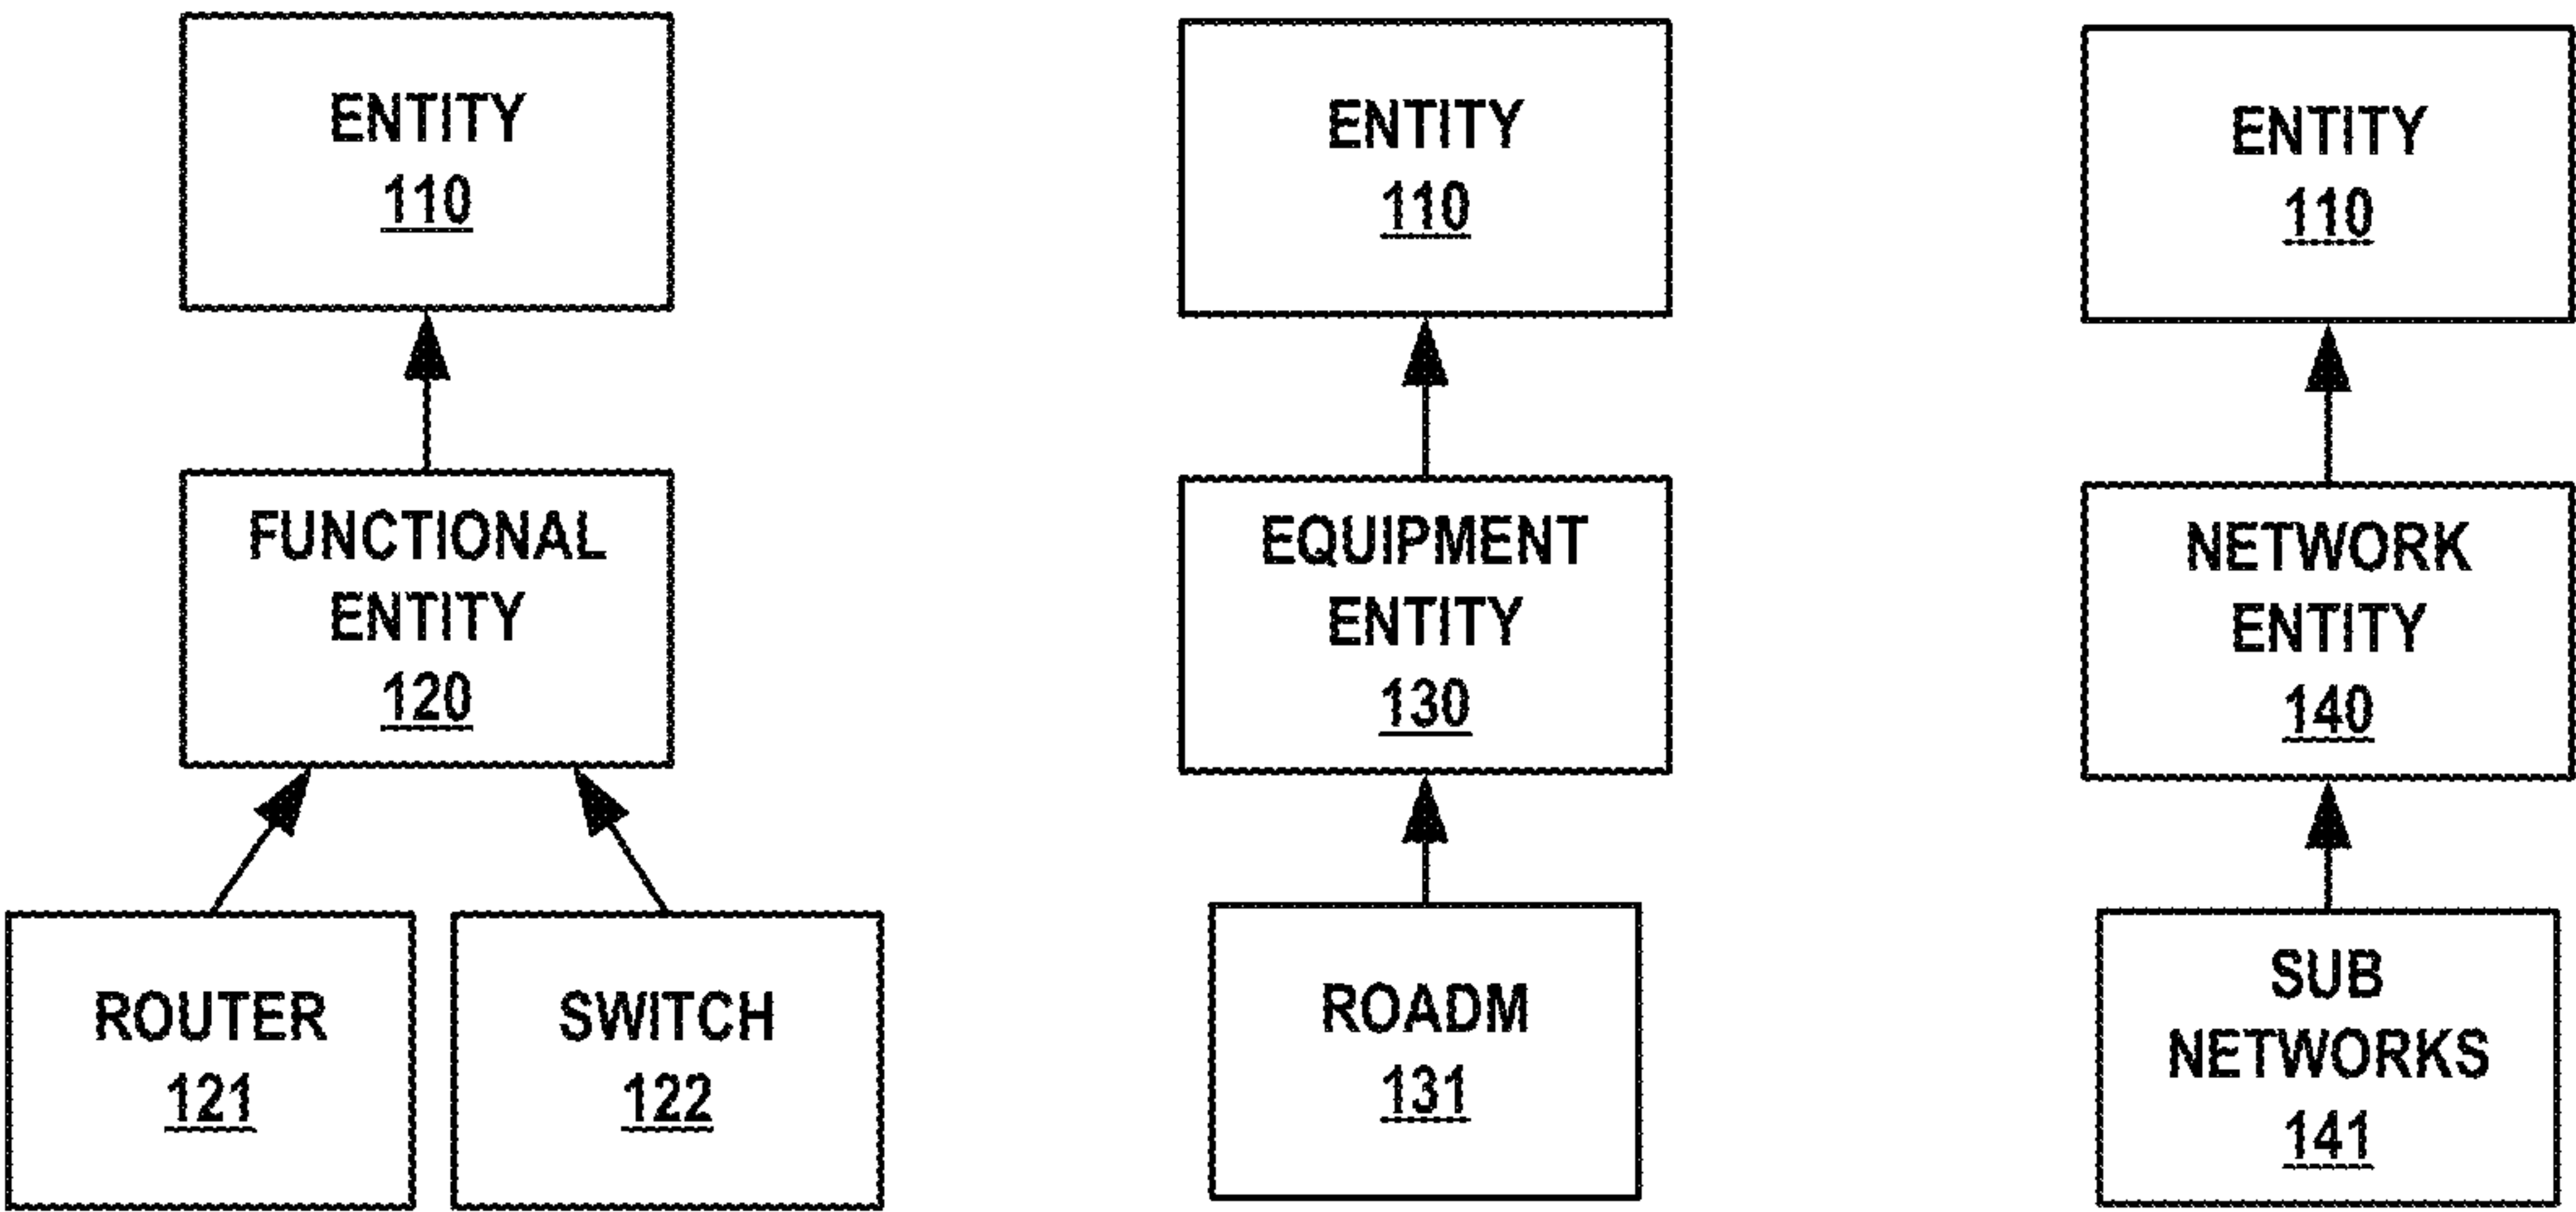 ENTITY
110
FUNCTIONAL
ENTITY
120
ROUTER
121
SWITCH
122
ENTITY
110
EQUIPMENT
ENTITY
130
ROADM
131
ENTITY
110
NETWORK
ENTITY
140
SUB
NETWORKS
141